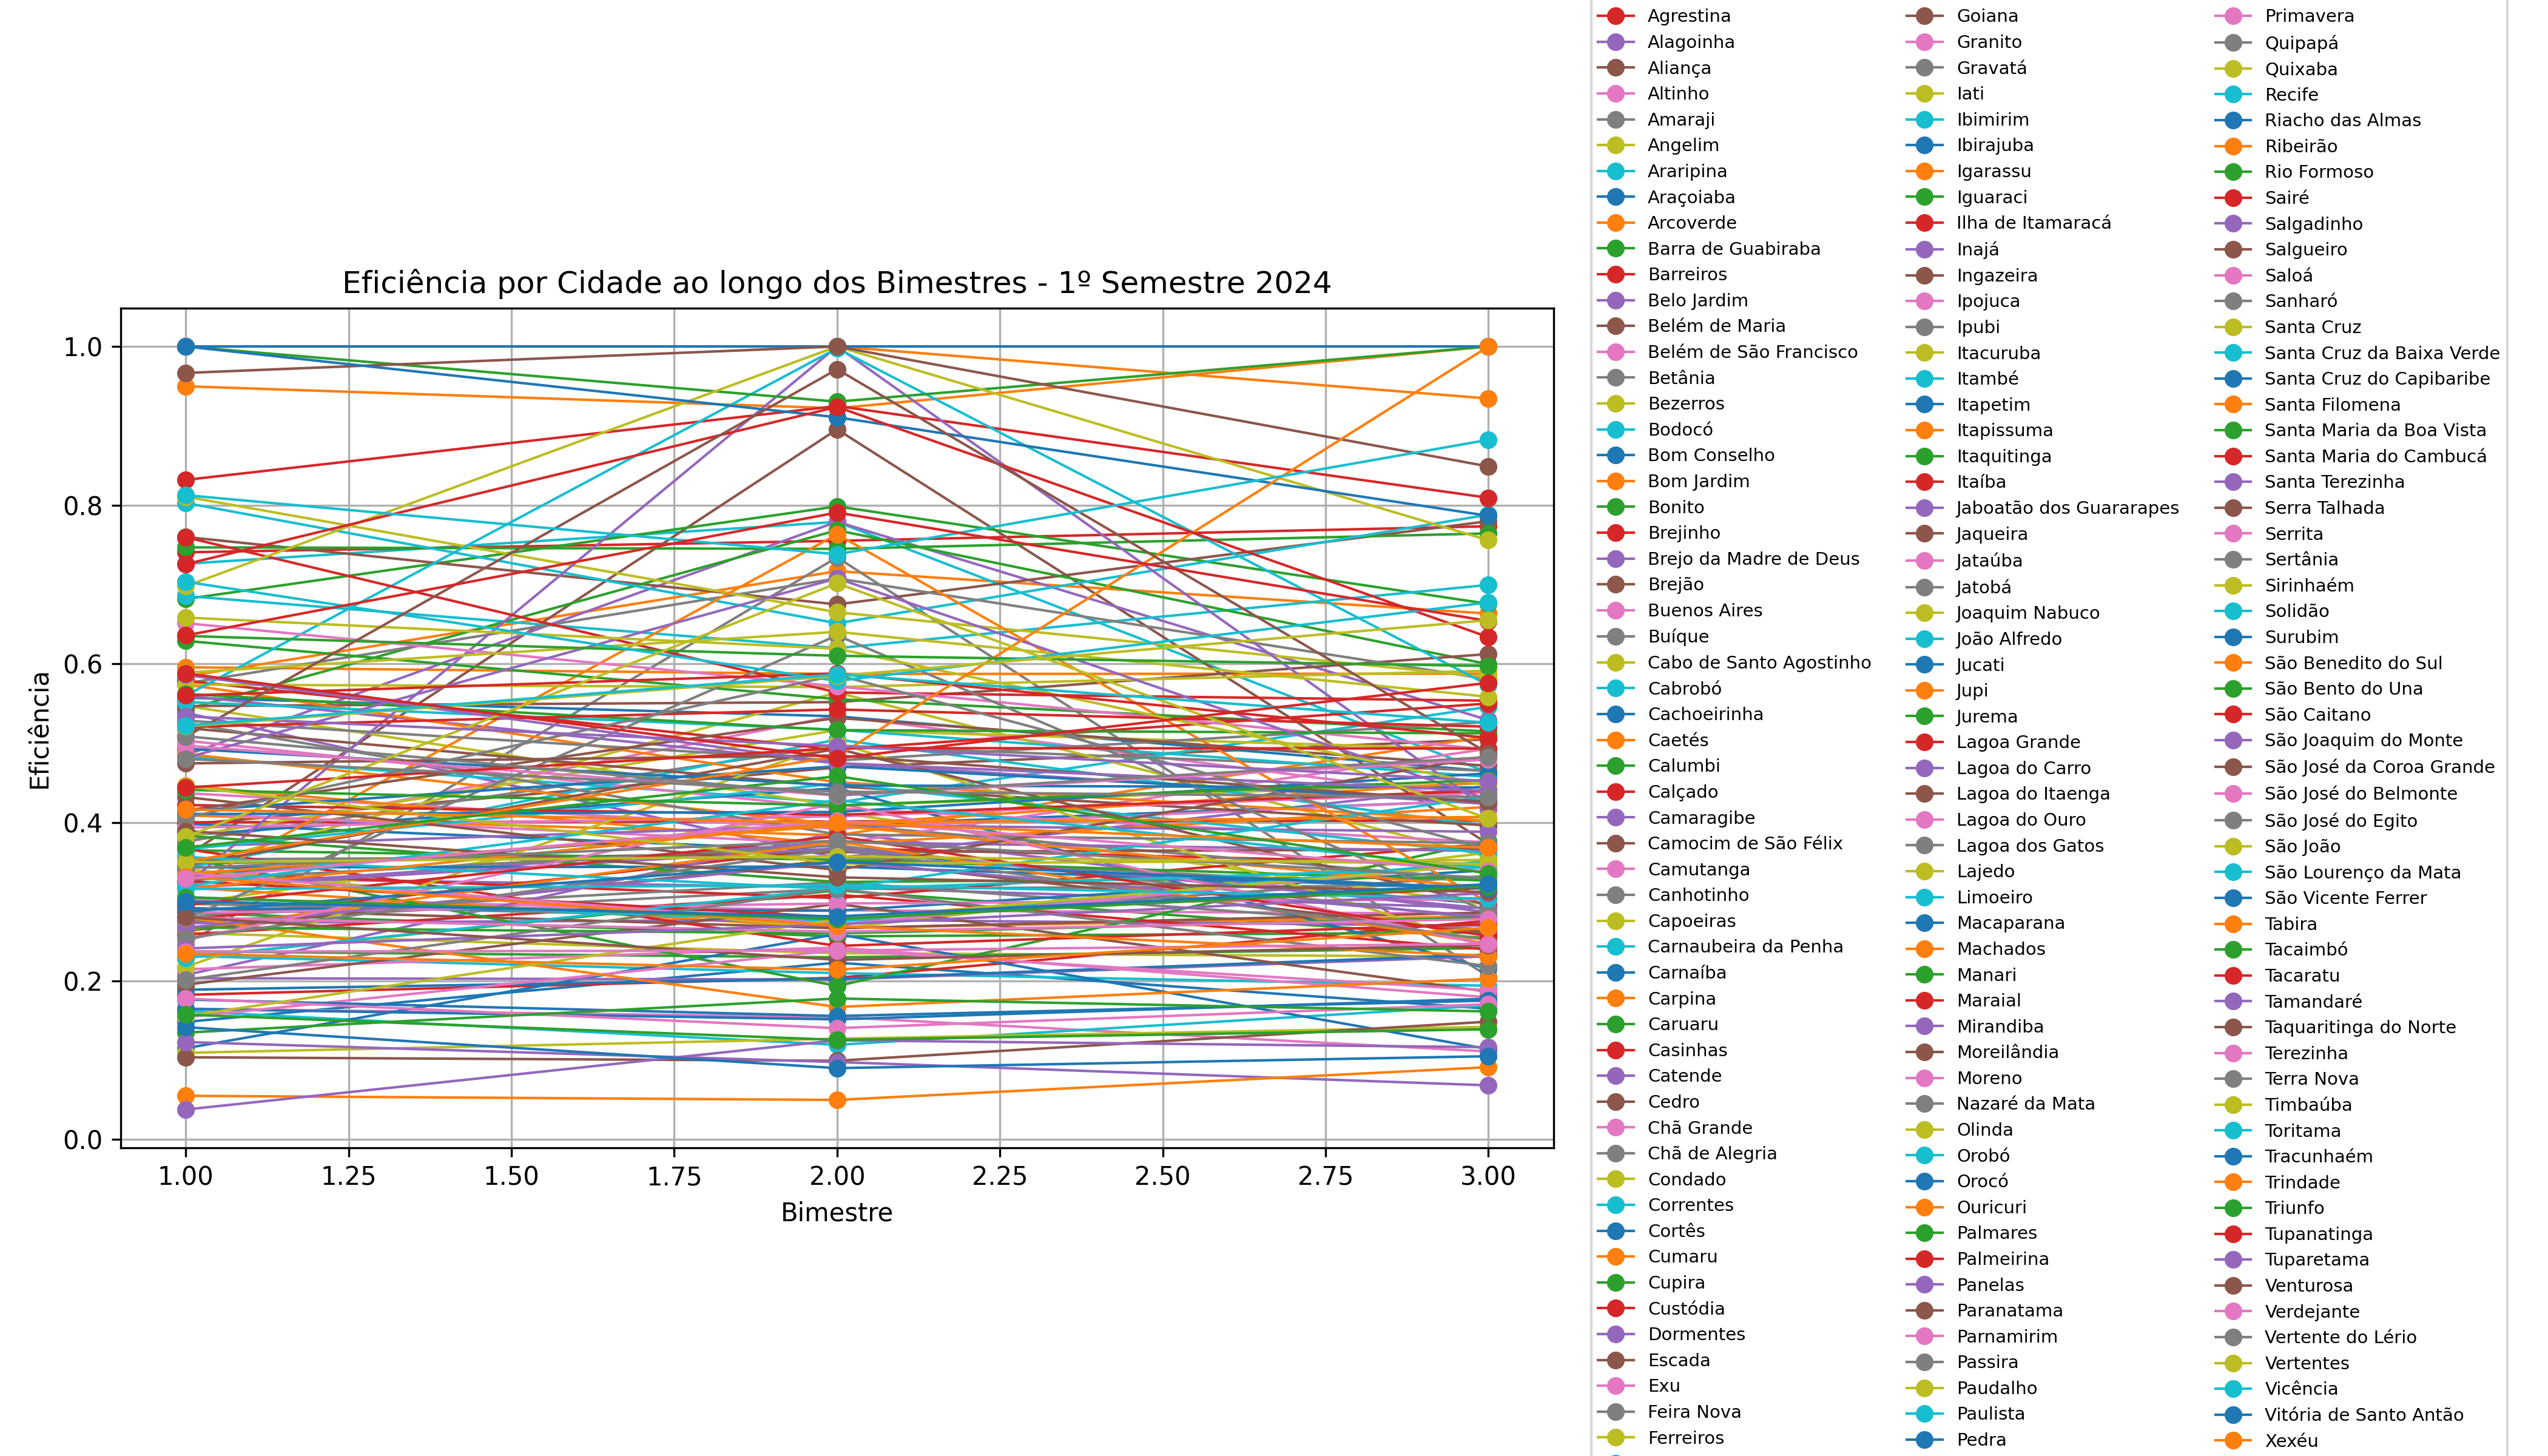 Eficiência por Cidade ao longo dos Bimestres - 1º Semestre 2024
Eficiência
1.0
0.8
0.6
0.4
0.2
0.0
1.00 1.25 1.50 1.75 2.00 2.25 2.50 2.75 3.00
Bimestre
Agrestina
Alagoinha
Aliança
Altinho
Amaraji
Angelim
Araripina
Araçoiaba
Arcoverde
Barra de Guabiraba
Barreiros
Belo Jardim
Belém de Maria
Belém de São Francisco
Betânia
Bezerros
Bodocó
Bom Conselho
Bom Jardim
Bonito
Brejinho
Brejo da Madre de Deus
Brejão
Buenos Aires
Buíque
Cabo de Santo Agostinho
Cabrobó
Cachoeirinha
Caetés
Calumbi
Calçado
Camaragibe
Camocim de São Félix
Camutanga
Canhotinho
Capoeiras
Carnaubeira da Penha
Carnaíba
Carpina
Caruaru
Casinhas
Catende
Cedro
Chã Grande
Chã de Alegria
Condado
Correntes
Cortês
Cumaru
Cupira
Custódia
Dormentes
Escada
Exu
Feira Nova
Ferreiros
Goiana
Granito
Gravatá
Iati
Ibimirim
Ibirajuba
Igarassu
Iguaraci
Ilha de Itamaracá
Inajá
Ingazeira
Ipojuca
Ipubi
Itacuruba
Itambé
Itapetim
Itapissuma
Itaquitinga
Itaíba
Jaboatão dos Guararapes
Jaqueira
Jataúba
Jatobá
Joaquim Nabuco
João Alfredo
Jucati
Jupi
Jurema
Lagoa Grande
Lagoa do Carro
Lagoa do Itaenga
Lagoa do Ouro
Lagoa dos Gatos
Lajedo
Limoeiro
Macaparana
Machados
Manari
Maraial
Mirandiba
Moreilândia
Moreno
Nazaré da Mata
Olinda
Orobó
Orocó
Ouricuri
Palmares
Palmeirina
Panelas
Paranatama
Parnamirim
Passira
Paudalho
Paulista
Pedra
Primavera
Quipapá
Quixaba
Recife
Riacho das Almas
Ribeirão
Rio Formoso
Sairé
Salgadinho
Salgueiro
Saloá
Sanharó
Santa Cruz
Santa Cruz da Baixa Verde
Santa Cruz do Capibaribe
Santa Filomena
Santa Maria da Boa Vista
Santa Maria do Cambucá
Santa Terezinha
Serra Talhada
Serrita
Sertânia
Sirinhaém
Solidão
Surubim
São Benedito do Sul
São Bento do Una
São Caitano
São Joaquim do Monte
São José da Coroa Grande
São José do Belmonte
São José do Egito
São João
São Lourenço da Mata
São Vicente Ferrer
Tabira
Tacaimbó
Tacaratu
Tamandaré
Taquaritinga do Norte
Terezinha
Terra Nova
Timbaúba
Toritama
Tracunhaém
Trindade
Triunfo
Tupanatinga
Tuparetama
Venturosa
Verdejante
Vertente do Lério
Vertentes
Vicência
Vitória de Santo Antão
Xexéu